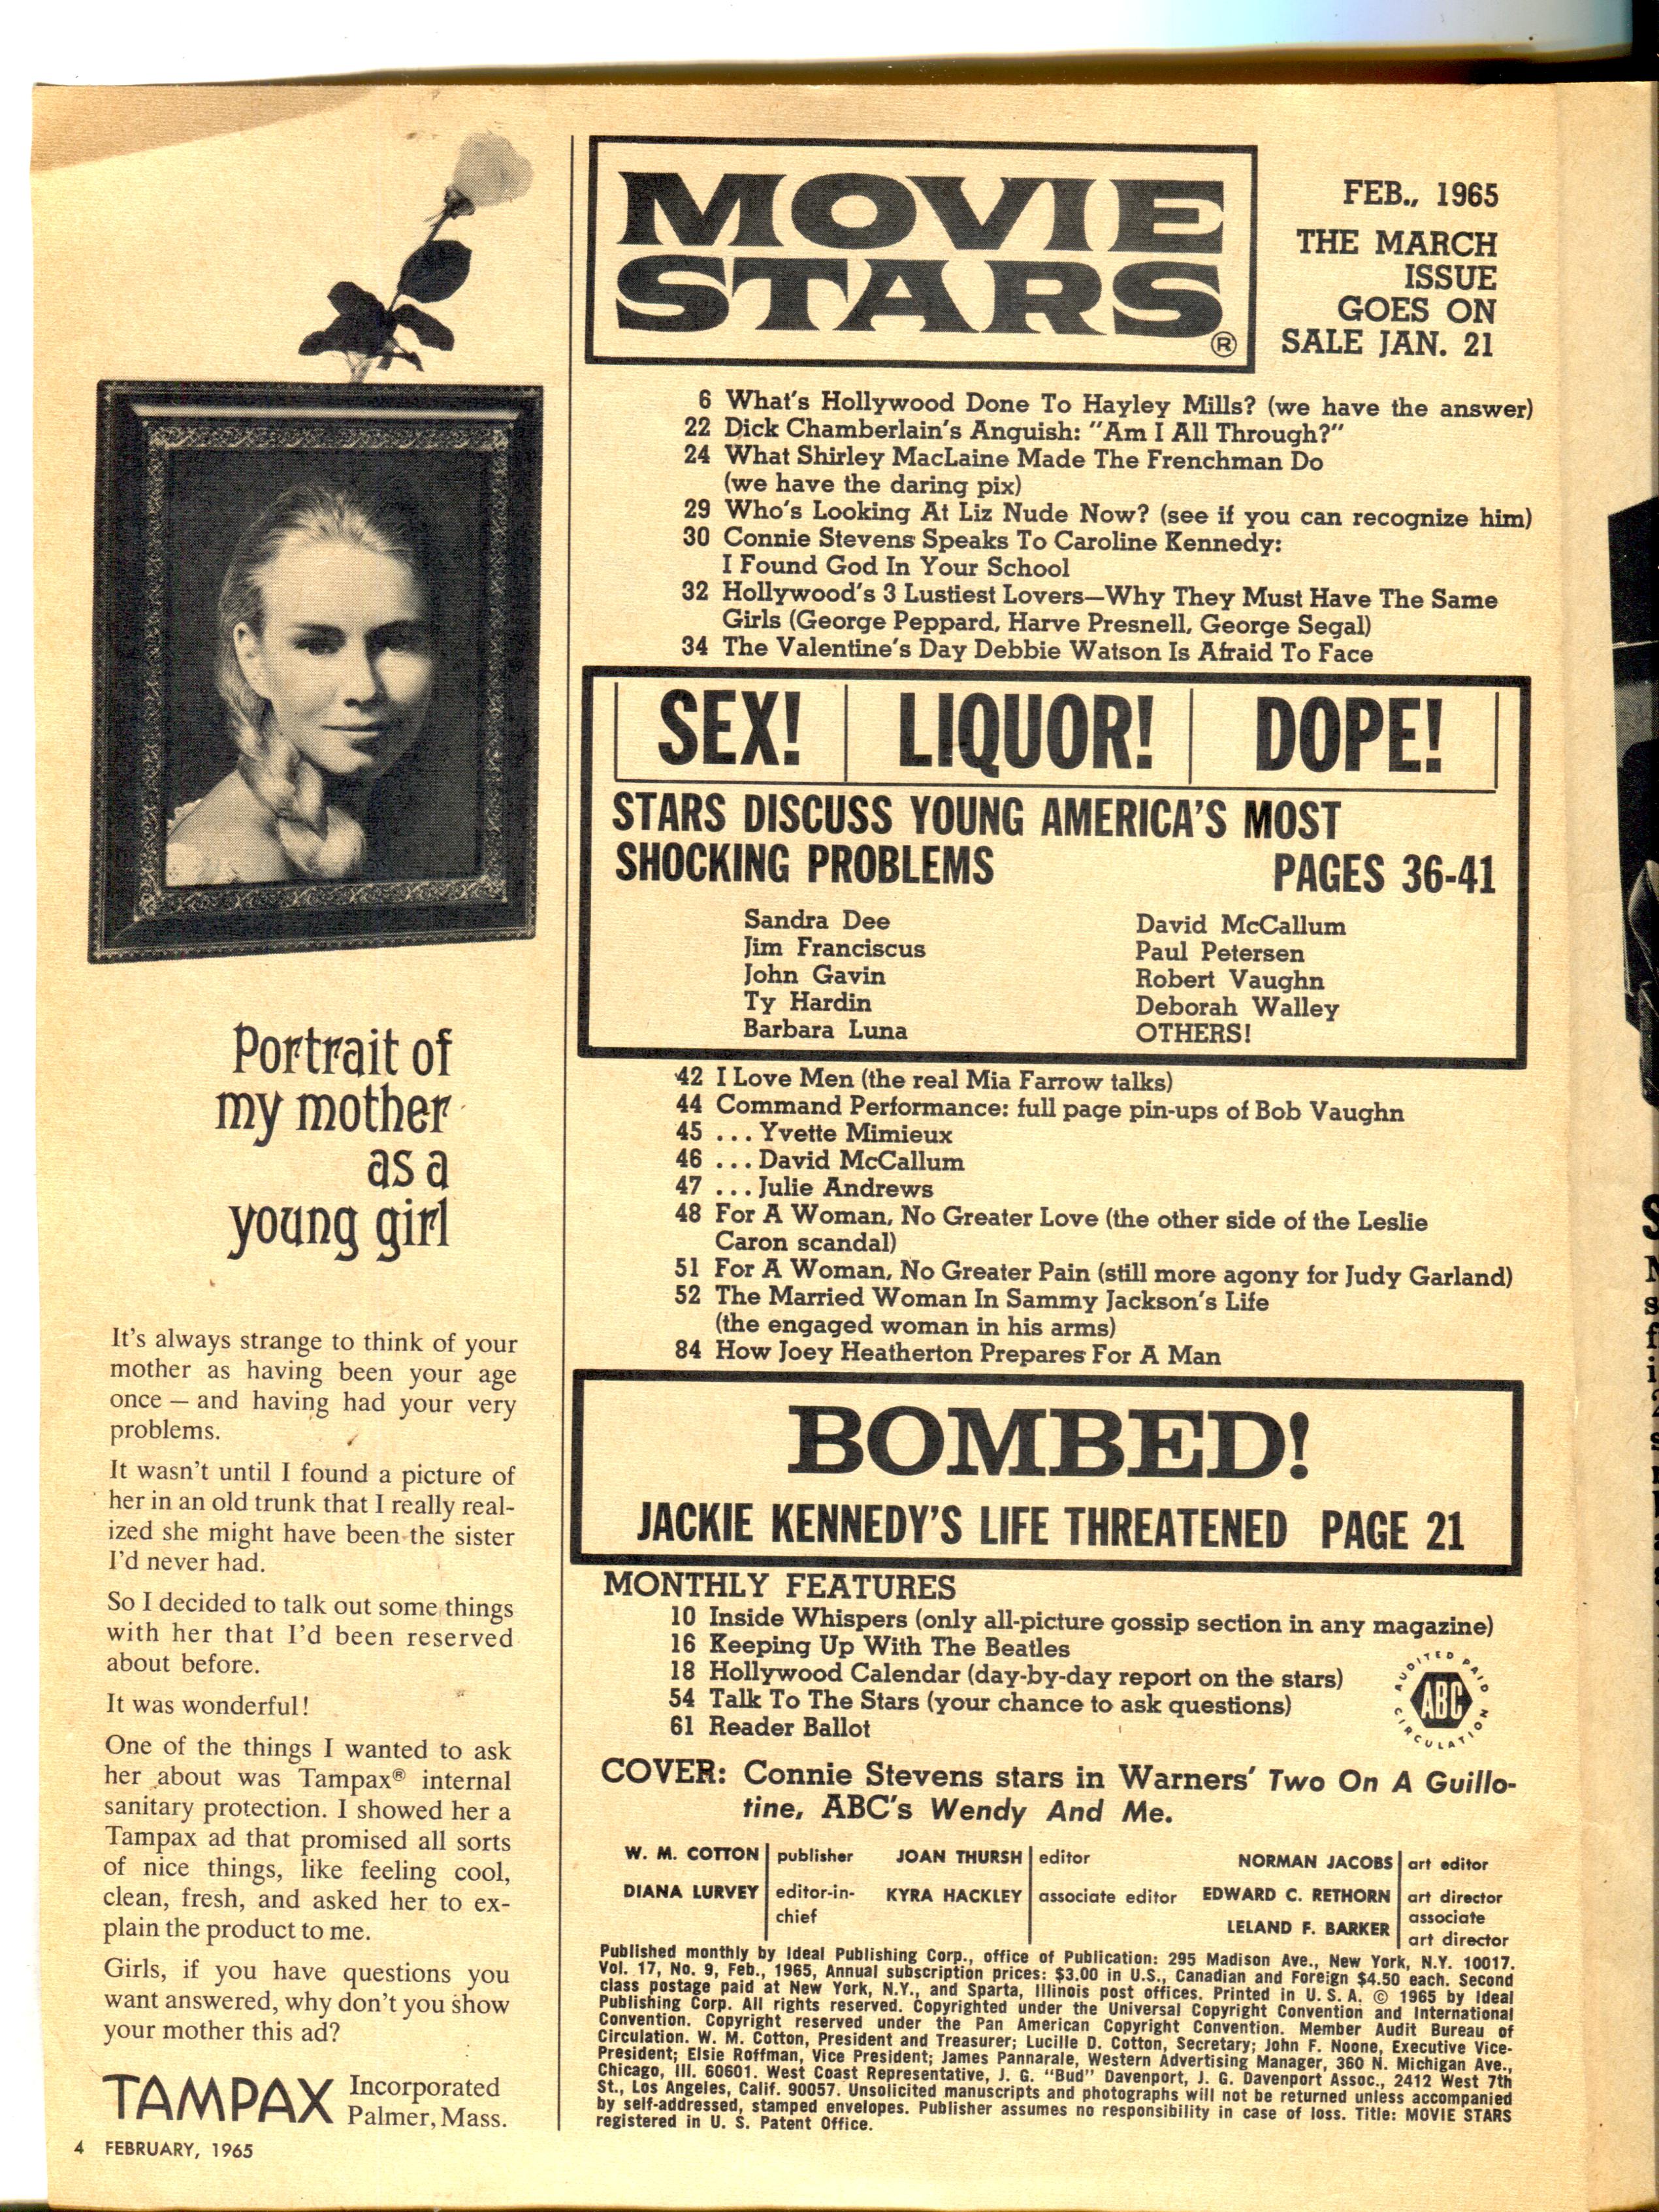 Portrait of
my mother
as a
young girl
It's always strange to think of your
mother as having been your age
once — and having had your very
problems.
It wasn't until I found a picture of
her in an old trunk that I really real-
ized she might have been the sister
I'd never had.
So I decided to talk out some things
with her that I'd been reserved
about before.
It was wonderful!
One of the things I wanted to ask
her about was Tampax® internal
sanitary protection. I showed her a
Tampax ad that promised all sorts
of nice things, like feeling cool,
clean, fresh, and asked her to ex-
plain the product to me.
Girls, if you have questions you
want answered, why don't you show
your mother this ad?
TAMPAX Incorporated
Palmer, Mass.
4 FEBRUARY, 1965
MOVIE
STARS®
FEB., 1965
THE MARCH
ISSUE
GOES ON
SALE JAN. 21
6 What's Hollywood Done To Hayley Mills? (we have the answer)
22 Dick Chamberlain's Anguish: "Am I All Through?"
24 What Shirley MacLaine Made The Frenchman Do
(we have the daring pix)
29 Who's Looking At Liz Nude Now? (see if you can recognize him)
30 Connie Stevens Speaks To Caroline Kennedy:
I Found God In Your School
32 Hollywood's 3 Lustiest Lovers—Why They Must Have The Same
Girls (George Peppard, Harve Presnell, George Segal)
34 The Valentine's Day Debbie Watson Is Afraid To Face
SEX! LIQUOR! DOPE!
STARS DISCUSS YOUNG AMERICA'S MOST
SHOCKING PROBLEMS PAGES 36-41
Sandra Dee
Jim Franciscus
John Gavin
Ty Hardin
Barbara Luna
David McCallum
Paul Petersen
Robert Vaughn
Deborah Walley
OTHERS!
42 I Love Men (the real Mia Farrow talks)
44 Command Performance: full page pin-ups of Bob Vaughn
45 ... Yvette Mimieux
46 ... David McCallum
47 ... Julie Andrews
48 For A Woman, No Greater Love (the other side of the Leslie
Caron scandal)
51 For A Woman, No Greater Pain (still more agony for Judy Garland)
52 The Married Woman In Sammy Jackson's Life
(the engaged woman in his arms)
84 How Joey Heatherton Prepares For A Man
BOMBED!
JACKIE KENNEDY'S LIFE THREATENED PAGE 21
MONTHLY FEATURES
10 Inside Whispers (only all-picture gossip section in any magazine)
16 Keeping Up With The Beatles
18 Hollywood Calendar (day-by-day report on the stars)
54 Talk To The Stars (your chance to ask questions)
61 Reader Ballot
AUDITED PAID
ABC
CIRCULATION
COVER: Connie Stevens stars in Warners' Two On A Guillo-
tine, ABC's Wendy And Me.
W. M. COTTON publisher
DIANA LURVEY editor-in-
chief
JOAN THURSH editor
KYRA HACKLEY associate editor
NORMAN JACOBS art editor
EDWARD C. RETHORN art director
LELAND F. BARKER associate
art director
Published monthly by Ideal Publishing Corp., office of Publication: 295 Madison Ave., New York, N.Y. 10017.
Vol. 17, No. 9, Feb., 1965, Annual subscription prices: $3.00 in U.S., Canadian and Foreign $4.50 each. Second
class postage paid at New York, N.Y., and Sparta, Illinois post offices. Printed in U. S. A. © 1965 by Ideal
Publishing Corp. All rights reserved. Copyrighted under the Universal Copyright Convention and International
Convention. Copyright reserved under the Pan American Copyright Convention. Member Audit Bureau of
Circulation. W. M. Cotton, President and Treasurer; Lucille D. Cotton, Secretary; John F. Noone, Executive Vice-
President; Elsie Roffman, Vice President; James Pannarale, Western Advertising Manager, 360 N. Michigan Ave.,
Chicago, Ill. 60601. West Coast Representative, J. G. "Bud" Davenport, J. G. Davenport Assoc., 2412 West 7th
St., Los Angeles, Calif. 90057. Unsolicited manuscripts and photographs will not be returned unless accompanied
by self-addressed, stamped envelopes. Publisher assumes no responsibility in case of loss. Title: MOVIE STARS
registered in U. S. Patent Office.